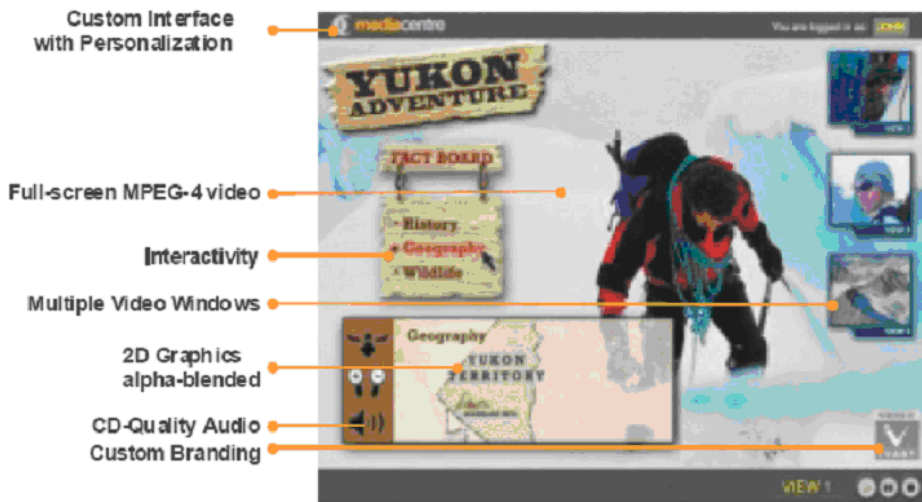 Custom Interface
with Personalization
Full-screen MPEG-4 video
Interactivity
Multiple Video Windows
2D Graphics
alpha-blended
CD-Quality Audio
Custom Branding
mediacentre
You are logged in as: JOHN
YUKON
ADVENTURE
FACT BOARD
History
Geography
Wildlife
Geography
YUKON
TERRITORY
VIEW 1